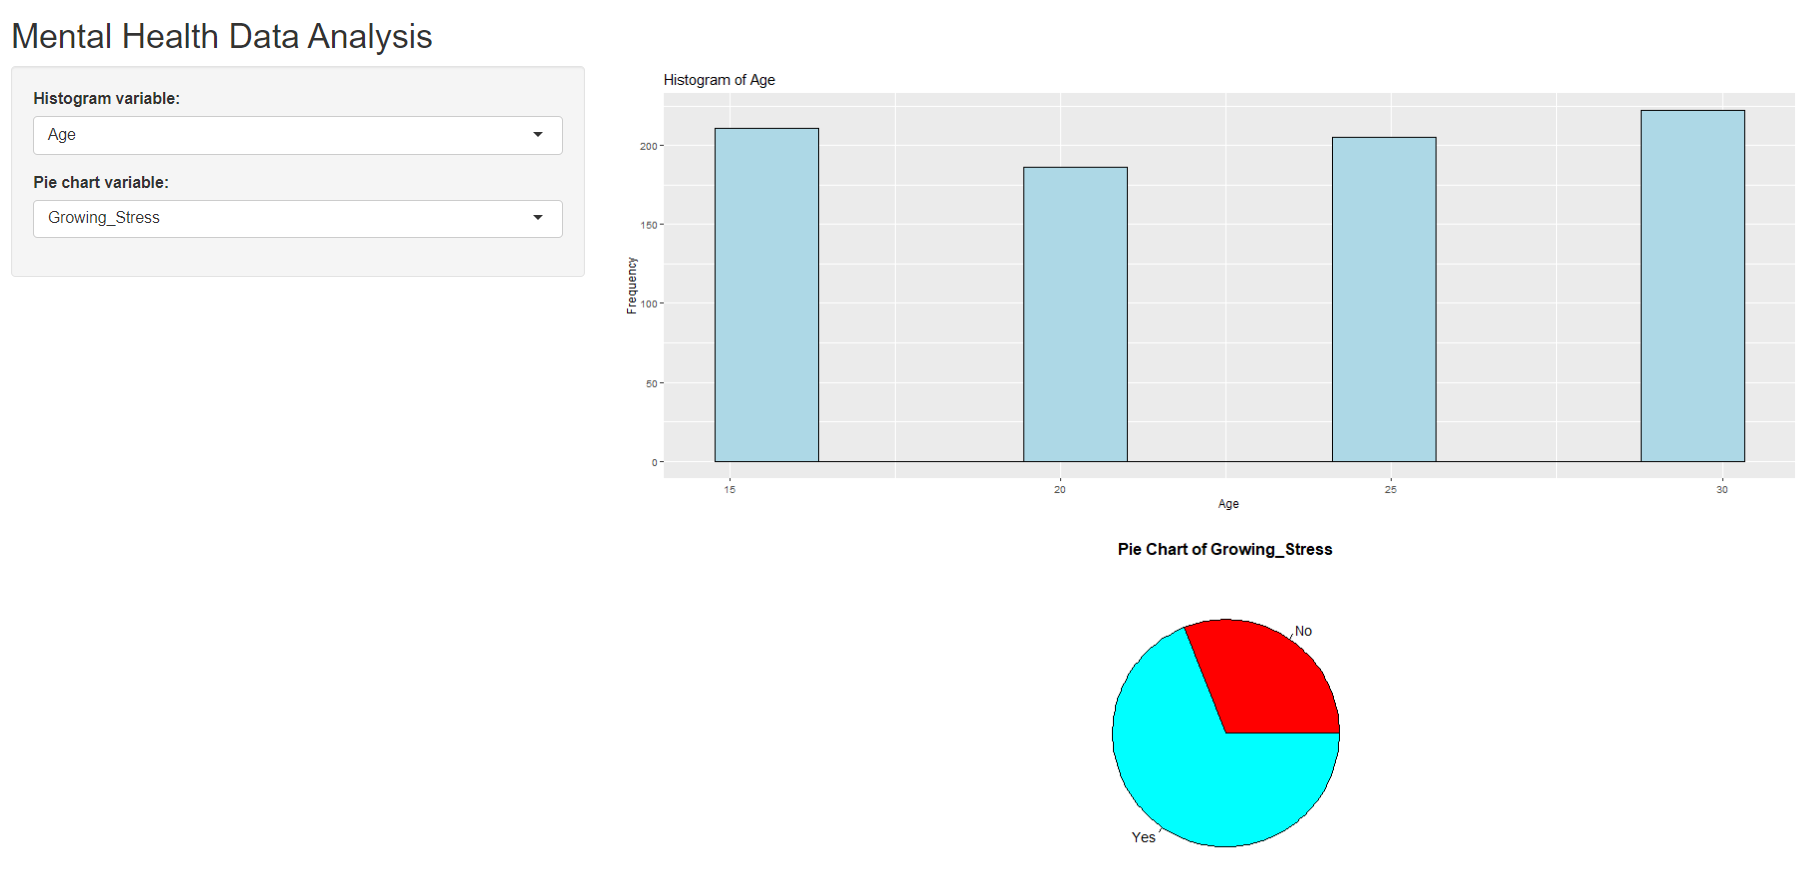 Mental Health Data Analysis
Histogram variable:
Age
Pie chart variable:
Growing_Stress
Histogram of Age
Frequency
200
150
100
50
0
15 20 25 30
Age
Pie Chart of Growing_Stress
No
Yes